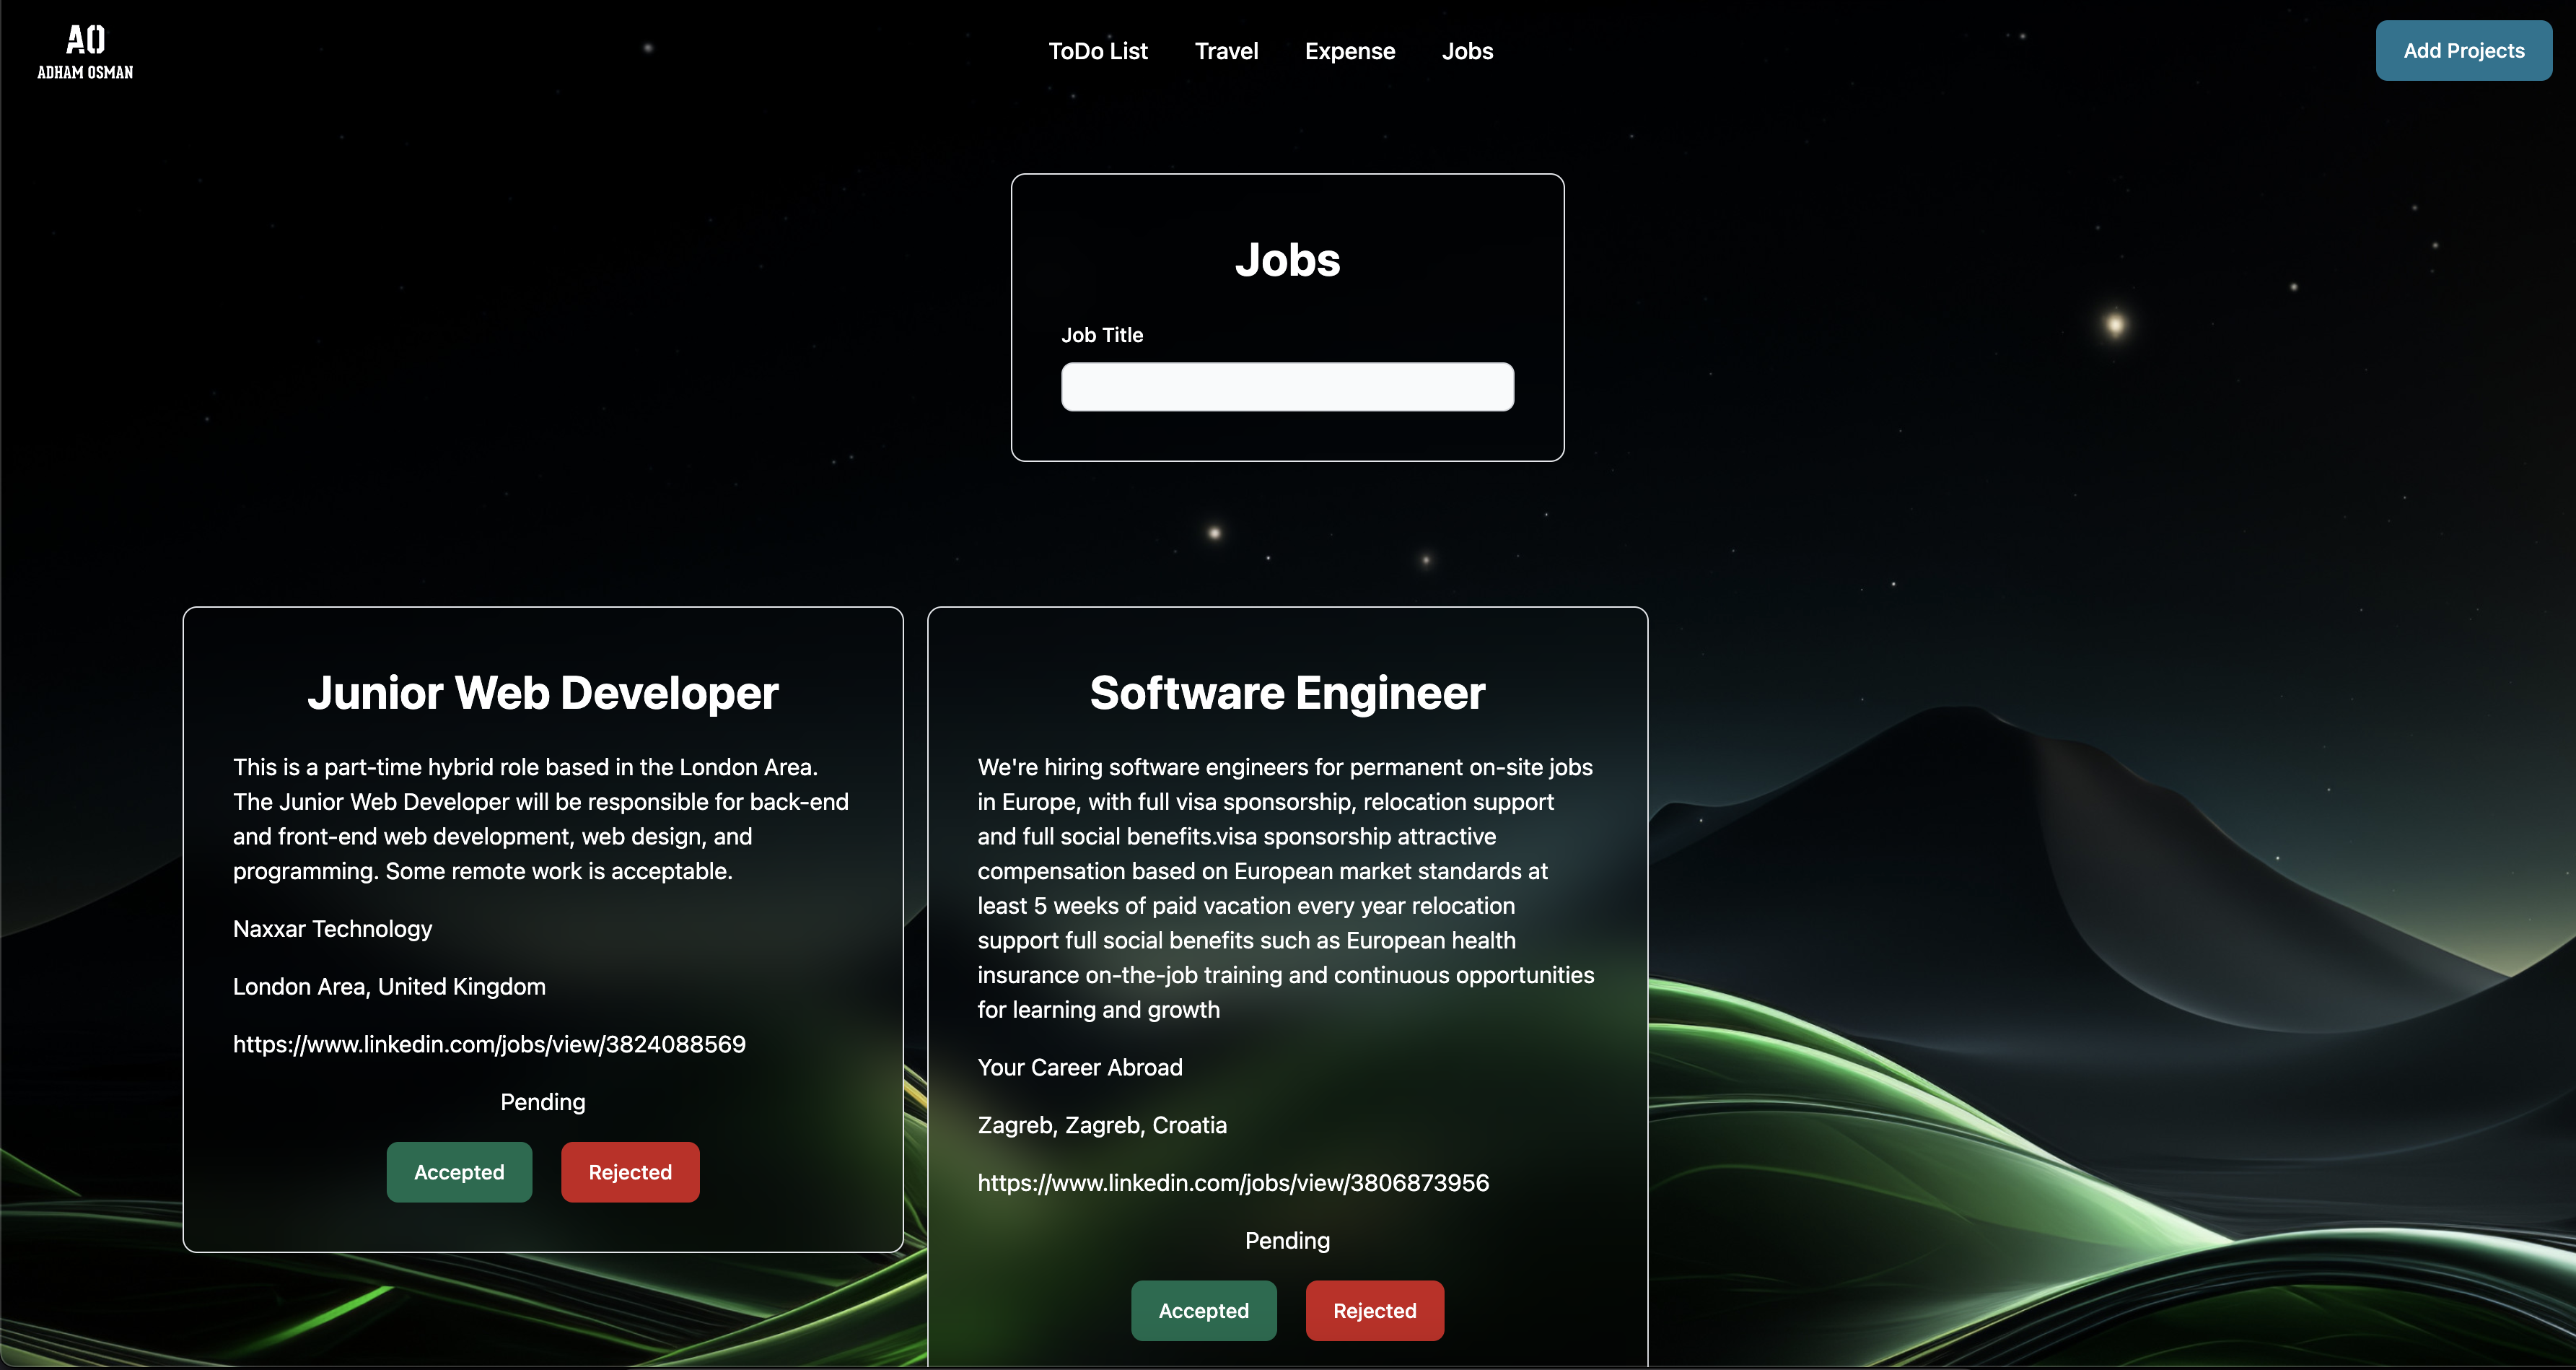 AO
ADHAM OSMAN
ToDo List
Travel
Expense
Jobs
Add Projects
Jobs
Job Title
Junior Web Developer
This is a part-time hybrid role based in the London Area.
The Junior Web Developer will be responsible for back-end
and front-end web development, web design, and
programming. Some remote work is acceptable.
Naxxar Technology
London Area, United Kingdom
https://www.linkedin.com/jobs/view/3824088569
Pending
Accepted
Rejected
Software Engineer
We're hiring software engineers for permanent on-site jobs
in Europe, with full visa sponsorship, relocation support
and full social benefits.visa sponsorship attractive
compensation based on European market standards at
least 5 weeks of paid vacation every year relocation
support full social benefits such as European health
insurance on-the-job training and continuous opportunities
for learning and growth
Your Career Abroad
Zagreb, Zagreb, Croatia
https://www.linkedin.com/jobs/view/3806873956
Pending
Accepted
Rejected